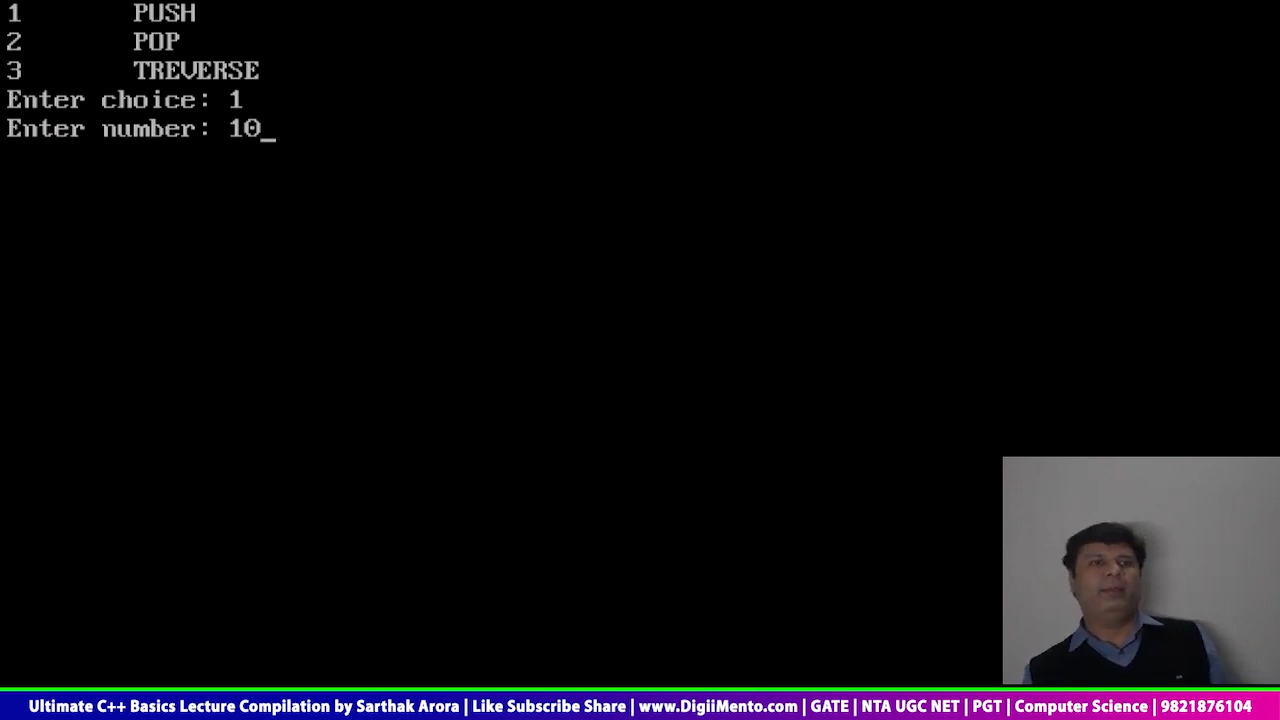 1 PUSH
2 POP
3 TREVERSE
Enter choice: 1
Enter number: 10_
Ultimate C++ Basics Lecture Compilation by Sarthak Arora | Like Subscribe Share | www.DigiiMento.com | GATE | NTA UGC NET | PGT | Computer Science | 9821876104